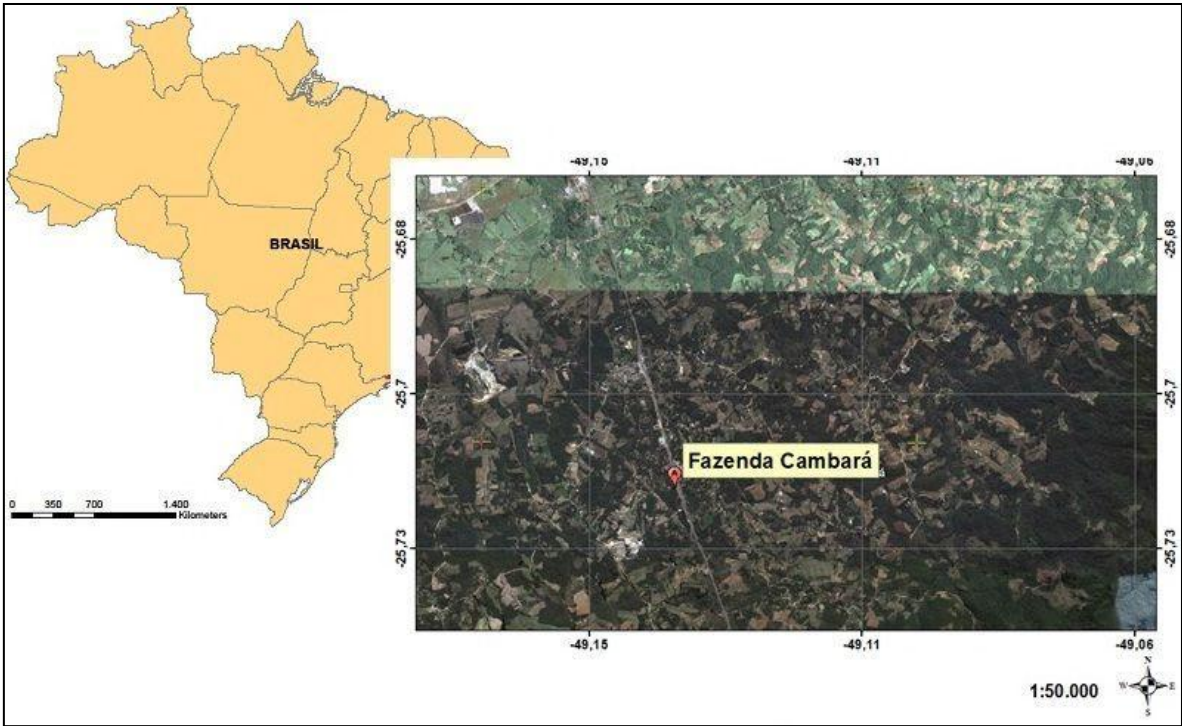 BRASIL
0 350 700 1.400
Kilometers
-49,15 -49,11 -49,06
-25,68 -25,68
-25,7 -25,7
Fazenda Cambará
-25,73 -25,73
-49,15 -49,11 -49,06
1:50.000
N
W E
S